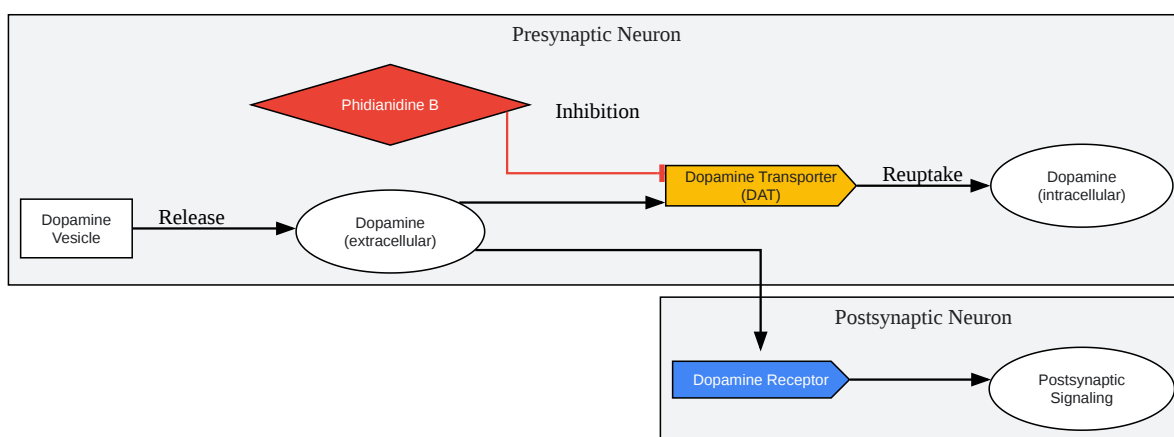 Presynaptic Neuron
Phidianidine B
Inhibition
Dopamine Transporter
(DAT)
Reuptake
Dopamine
(intracellular)
Dopamine
Vesicle
Release
Dopamine
(extracellular)
Postsynaptic Neuron
Dopamine Receptor
Postsynaptic
Signaling